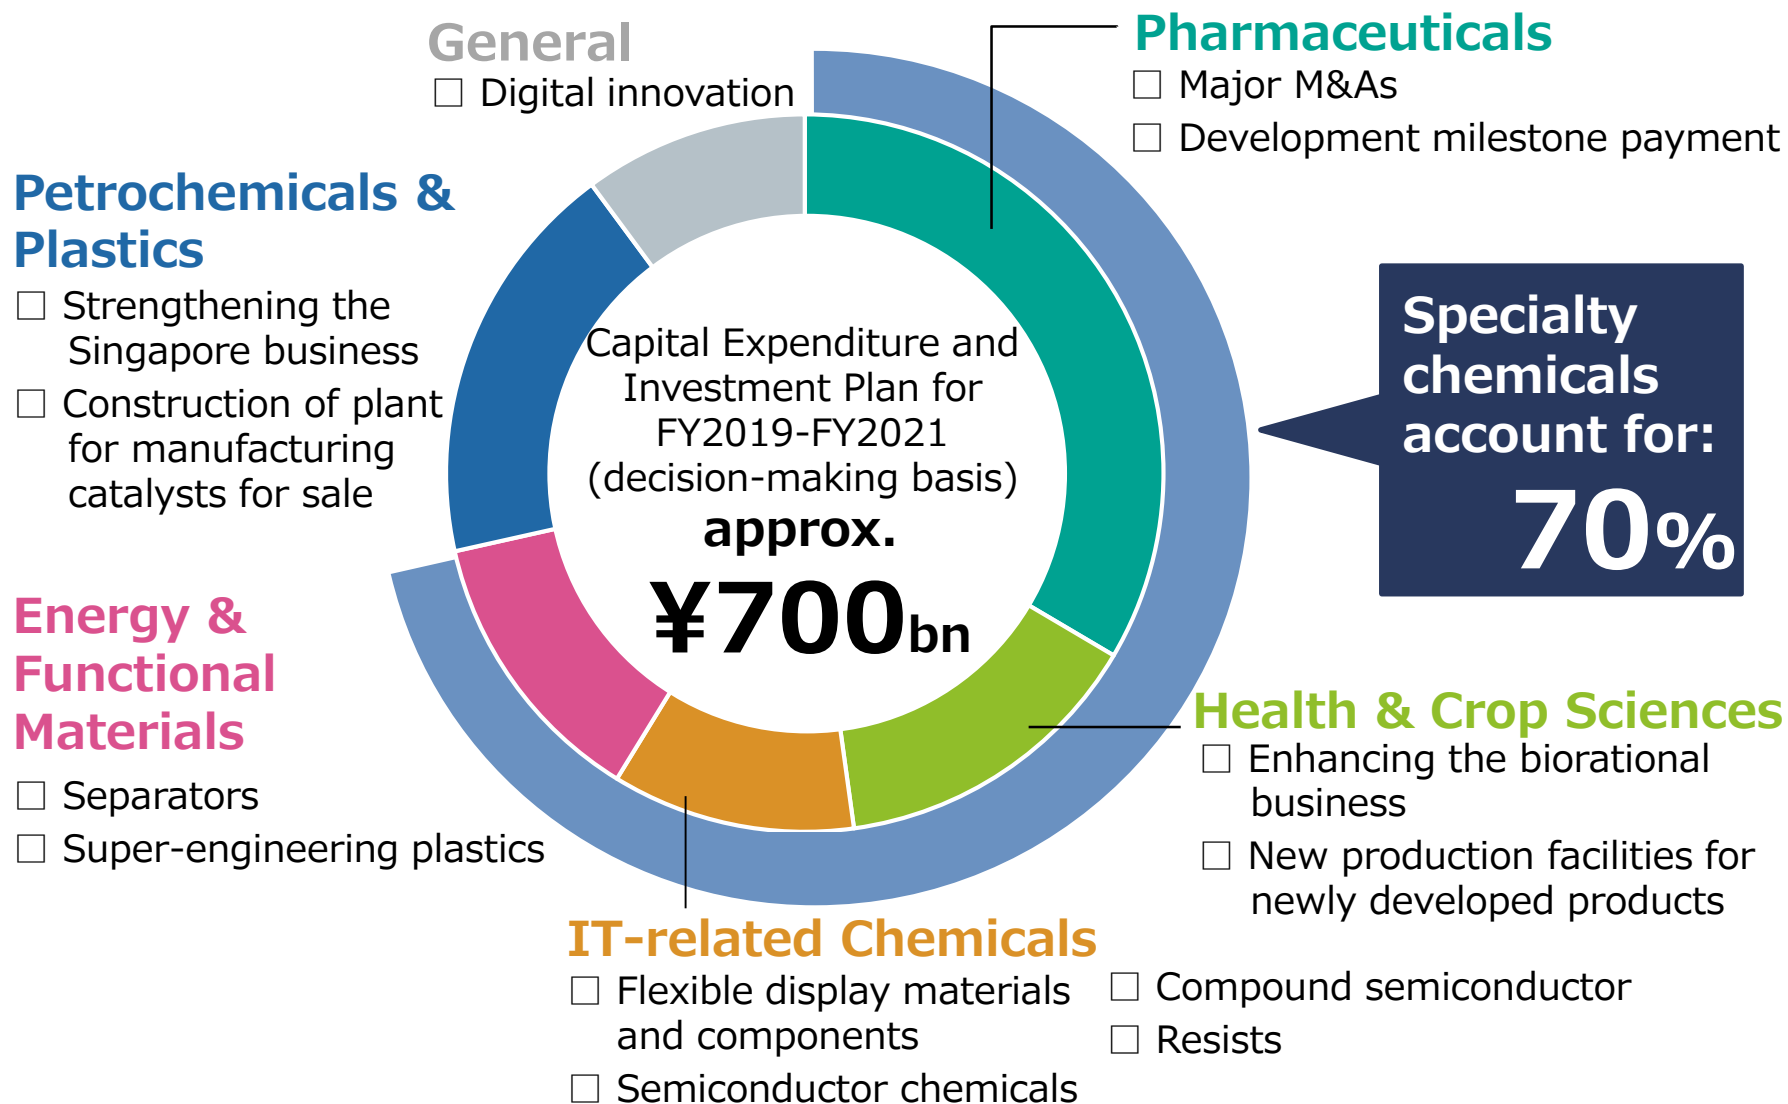 General
□ Digital innovation
Pharmaceuticals
□ Major M&As
□ Development milestone payment
Petrochemicals &
Plastics
□ Strengthening the
Singapore business
□ Construction of plant
for manufacturing
catalysts for sale
Capital Expenditure and
Investment Plan for
FY2019-FY2021
(decision-making basis)
approx.
¥700bn
Specialty
chemicals
account for:
70%
Energy &
Functional
Materials
□ Separators
□ Super-engineering plastics
Health & Crop Sciences
□ Enhancing the biorational
business
□ New production facilities for
newly developed products
IT-related Chemicals
□ Flexible display materials
and components
□ Semiconductor chemicals
□ Compound semiconductor
□ Resists